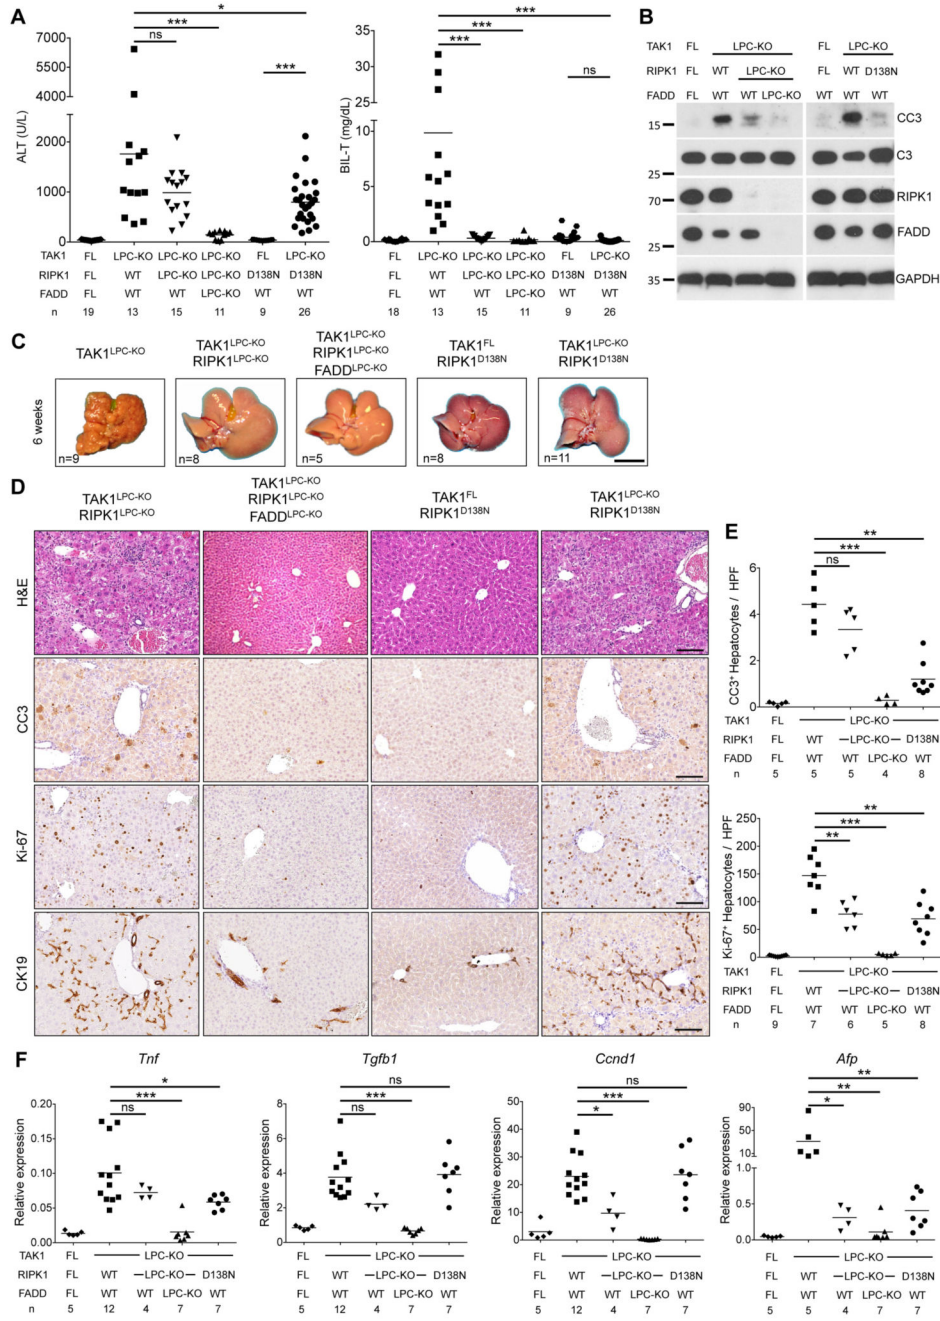 A
ALT (U/L)
7000
5500
4000
2000
1000
0
*
***
ns
***
TAK1 FL LPC-KO LPC-KO LPC-KO FL LPC-KO
RIPK1 FL WT LPC-KO LPC-KO D138N D138N
FADD FL WT WT LPC-KO WT WT
n 19 13 15 11 9 26
BIL-T (mg/dL)
35
30
25
20
15
10
5
0
***
***
***
ns
FL LPC-KO LPC-KO LPC-KO FL LPC-KO
FL WT LPC-KO LPC-KO D138N D138N
FL WT WT LPC-KO WT WT
18 13 15 11 9 26
B
TAK1 FL LPC-KO FL LPC-KO
RIPK1 FL WT LPC-KO FL WT D138N
FADD FL WT WT LPC-KO FL WT WT
15
CC3
C3
25
70
RIPK1
FADD
25
35
GAPDH
C
TAK1LPC-KO
TAK1LPC-KO
RIPK1LPC-KO
TAK1LPC-KO
RIPK1LPC-KO
FADDLPC-KO
TAK1FL
RIPK1D138N
TAK1LPC-KO
RIPK1D138N
6 weeks
n=9
n=8
n=5
n=8
n=11
D
TAK1LPC-KO
RIPK1LPC-KO
TAK1LPC-KO
RIPK1LPC-KO
FADDLPC-KO
TAK1FL
RIPK1D138N
TAK1LPC-KO
RIPK1D138N
H&E
CC3
Ki-67
CK19
E
CC3+ Hepatocytes / HPF
6
4
2
0
**
***
ns
TAK1 FL LPC-KO
RIPK1 FL WT LPC-KO D138N
FADD FL WT WT LPC-KO WT
n 5 5 5 4 8
Ki-67+ Hepatocytes / HPF
250
200
150
100
50
0
**
***
**
TAK1 FL LPC-KO
RIPK1 FL WT LPC-KO D138N
FADD FL WT WT LPC-KO WT
n 9 7 6 5 8
F
Tnf
Relative expression
0.20
0.15
0.10
0.05
0.00
*
***
ns
TAK1 FL LPC-KO
RIPK1 FL WT LPC-KO D138N
FADD FL WT WT LPC-KO WT
n 5 12 4 7 7
Tgfb1
Relative expression
8
6
4
2
0
ns
***
ns
FL LPC-KO
FL WT LPC-KO D138N
FL WT WT LPC-KO WT
5 12 4 7 7
Ccnd1
Relative expression
50
40
30
20
10
0
ns
***
*
FL LPC-KO
FL WT LPC-KO D138N
FL WT WT LPC-KO WT
5 12 4 7 7
Afp
Relative expression
90
50
10
1.0
0.5
0.0
**
**
*
FL LPC-KO
FL WT LPC-KO D138N
FL WT WT LPC-KO WT
5 5 4 7 7